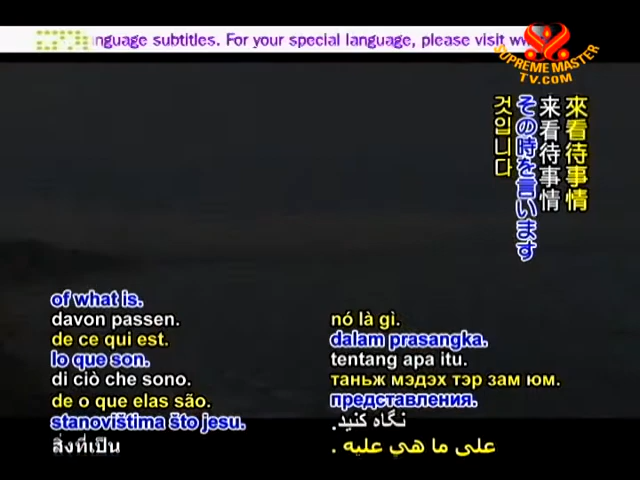 nguage subtitles. For your special language, please visit ww
SUPREME MASTER
TV.COM
來看待事情
来看待事情
その時を言います
것입니다
of what is.
davon passen.
de ce qui est.
lo que son.
di ciò che sono.
de o que elas são.
stanovištima što jesu.
สิ่งที่เป็น
nó là gì.
dalam prasangka.
tentang apa itu.
таньж мэдэх тэр зам юм.
представления.
نگاه کنید.
على ما هي عليه .